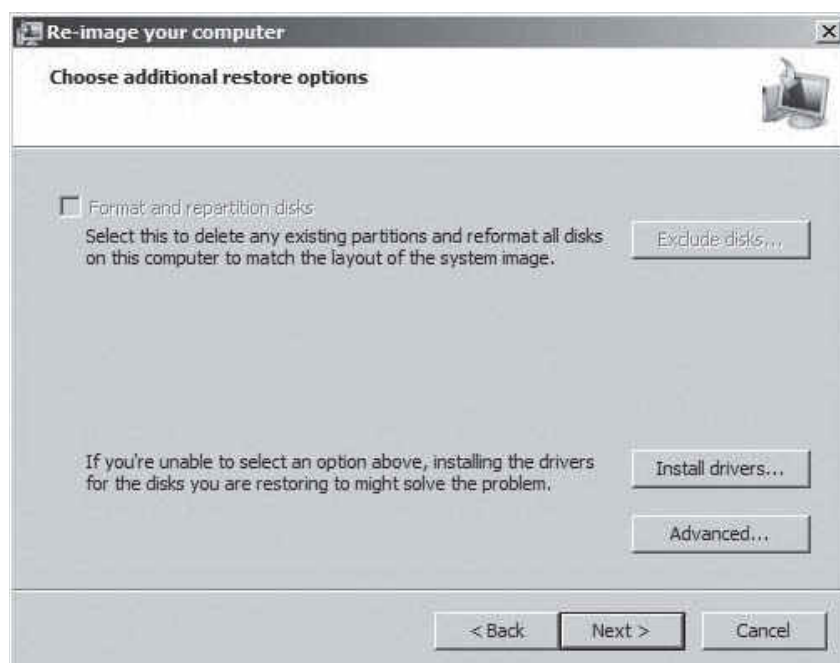 Re-image your computer
Choose additional restore options
Format and repartition disks
Select this to delete any existing partitions and reformat all disks
on this computer to match the layout of the system image.
Exclude disks...
If you're unable to select an option above, installing the drivers
for the disks you are restoring to might solve the problem.
Install drivers...
Advanced...
< Back
Next >
Cancel